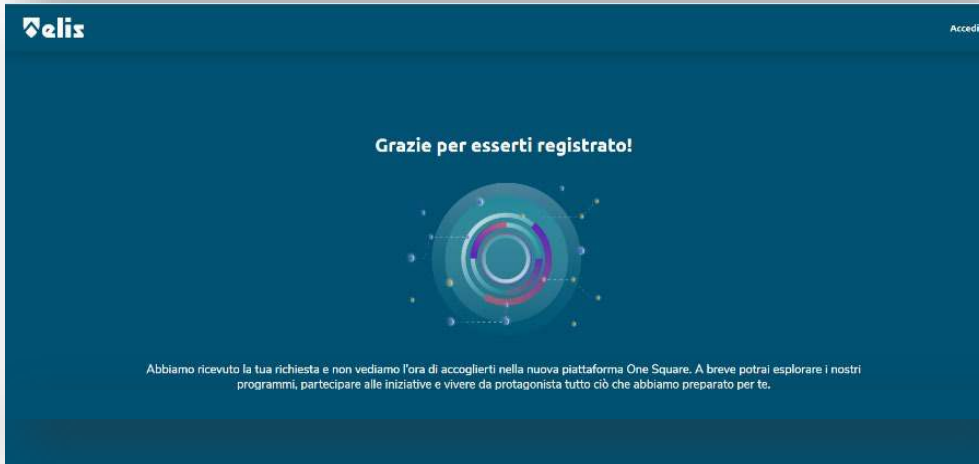 elis
Accedi
Grazie per esserti registrato!
Abbiamo ricevuto la tua richiesta e non vediamo l'ora di accoglierti nella nuova piattaforma One Square. A breve potrai esplorare i nostri
programmi, partecipare alle iniziative e vivere da protagonista tutto ciò che abbiamo preparato per te.